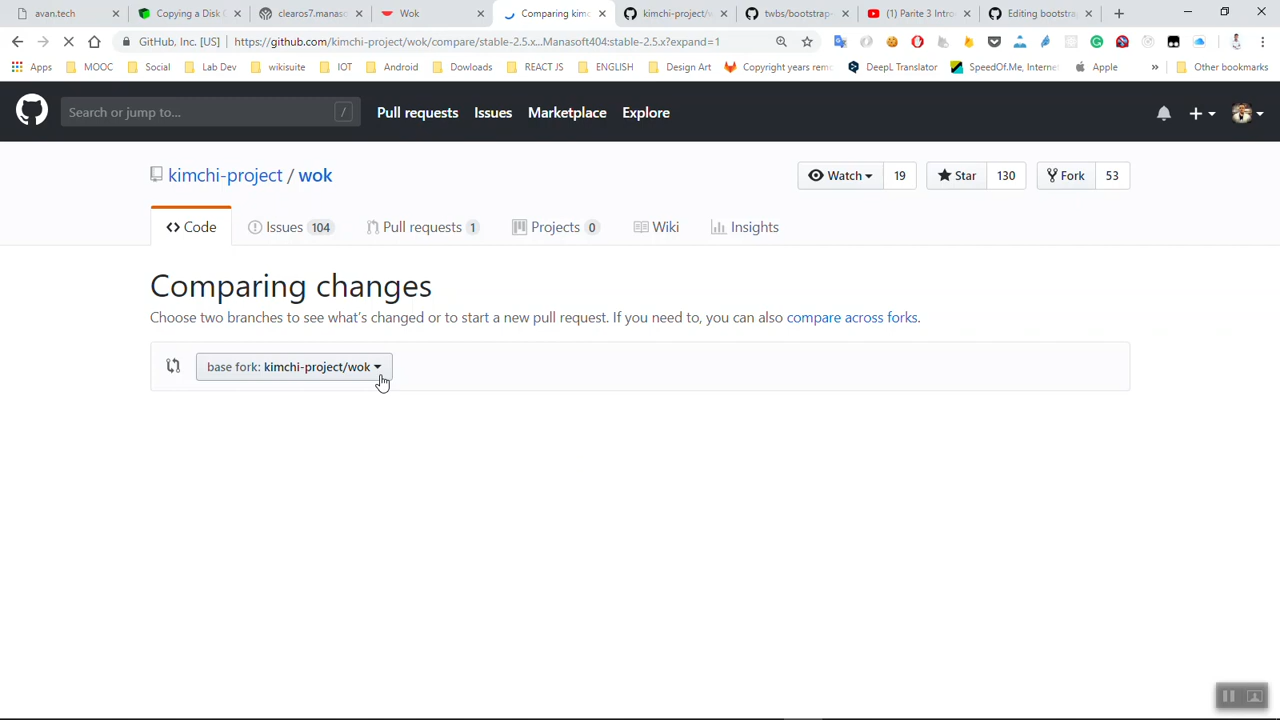 avan.tech
Copying a Disk
clearos7.manaso
Wok
Comparing kim
kimchi-project/w
twbs/bootstrap-
(1) Parite 3 Intro
Editing bootstra
GitHub, Inc. [US] | https://github.com/kimchi-project/wok/compare/stable-2.5.x...Manasoft404:stable-2.5.x?expand=1
Apps
MOOC
Social
Lab Dev
wikisuite
IOT
Android
Dowloads
REACT JS
ENGLISH
Design Art
Copyright years rem
DeepL Translator
SpeedOf.Me, Interne
Apple
»
Other bookmarks
Search or jump to...
/
Pull requests
Issues
Marketplace
Explore
kimchi-project / wok
Watch 19
Star 130
Fork 53
<> Code
Issues 104
Pull requests 1
Projects 0
Wiki
Insights
Comparing changes
Choose two branches to see what's changed or to start a new pull request. If you need to, you can also compare across forks.
base fork: kimchi-project/wok